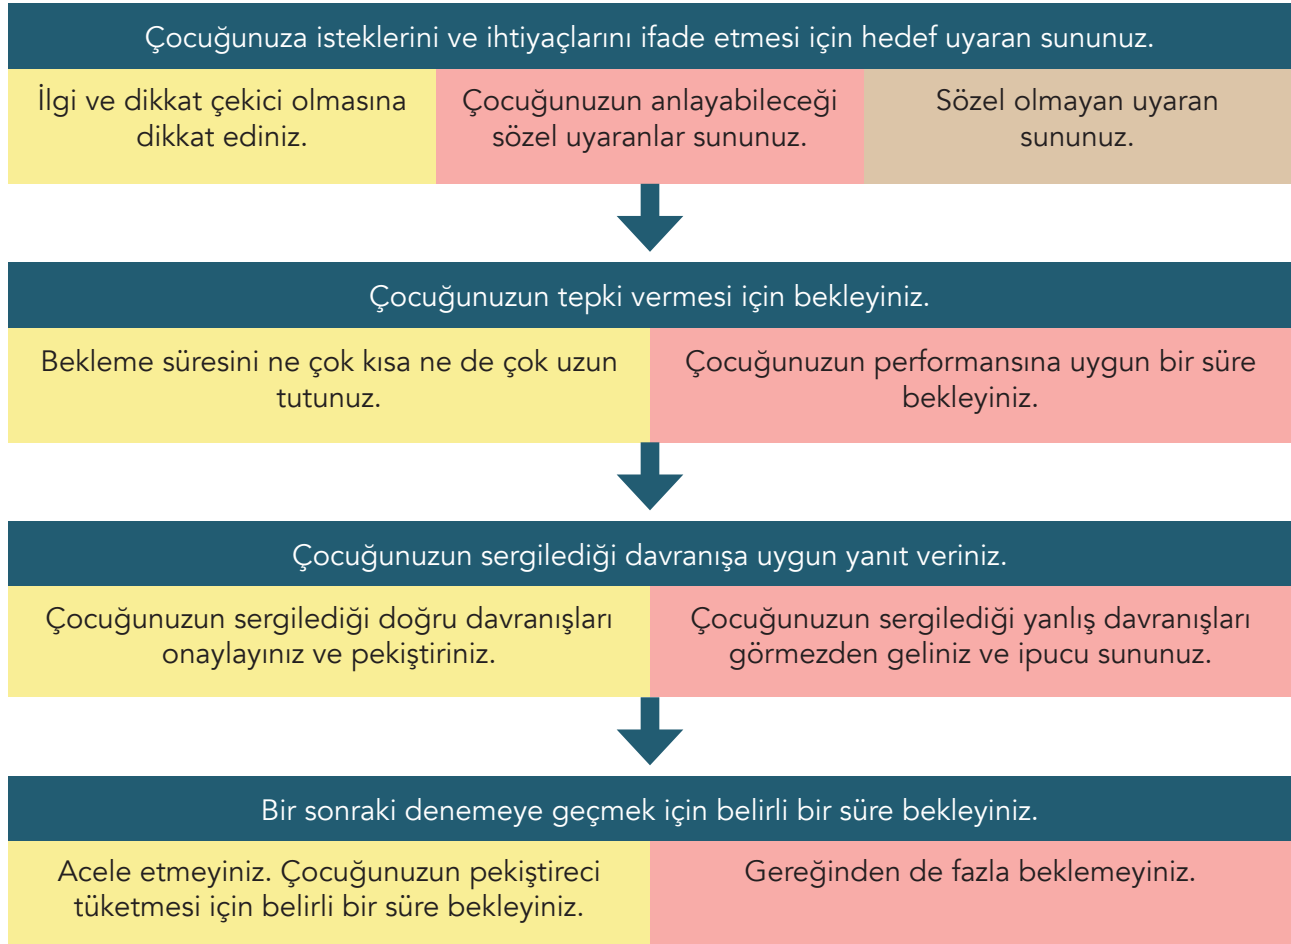 Çocuğunuza isteklerini ve ihtiyaçlarını ifade etmesi için hedef uyaran sununuz.
İlgi ve dikkat çekici olmasına
dikkat ediniz.
Çocuğunuzun anlayabileceği
sözel uyaranlar sununuz.
Sözel olmayan uyaran
sununuz.
Çocuğunuzun tepki vermesi için bekleyiniz.
Bekleme süresini ne çok kısa ne de çok uzun
tutunuz.
Çocuğunuzun performansına uygun bir süre
bekleyiniz.
Çocuğunuzun sergilediği davranışa uygun yanıt veriniz.
Çocuğunuzun sergilediği doğru davranışları
onaylayınız ve pekiştiriniz.
Çocuğunuzun sergilediği yanlış davranışları
görmezden geliniz ve ipucu sununuz.
Bir sonraki denemeye geçmek için belirli bir süre bekleyiniz.
Acele etmeyiniz. Çocuğunuzun pekiştireci
tüketmesi için belirli bir süre bekleyiniz.
Gereğinden de fazla beklemeyiniz.